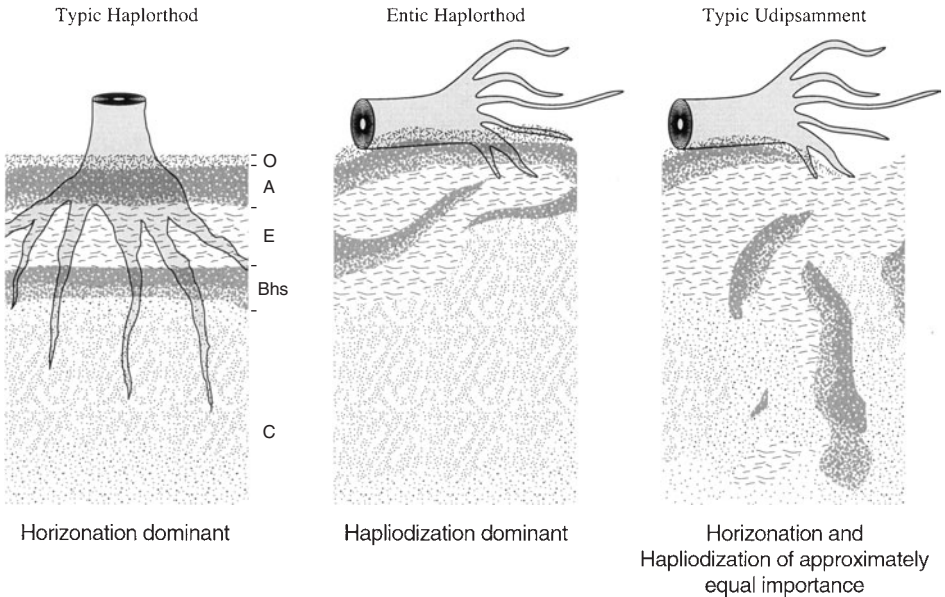 Typic Haplorthod
Entic Haplorthod
Typic Udipsamment
O
A
E
Bhs
C
Horizonation dominant
Hapliodization dominant
Horizonation and
Hapliodization of approximately
equal importance